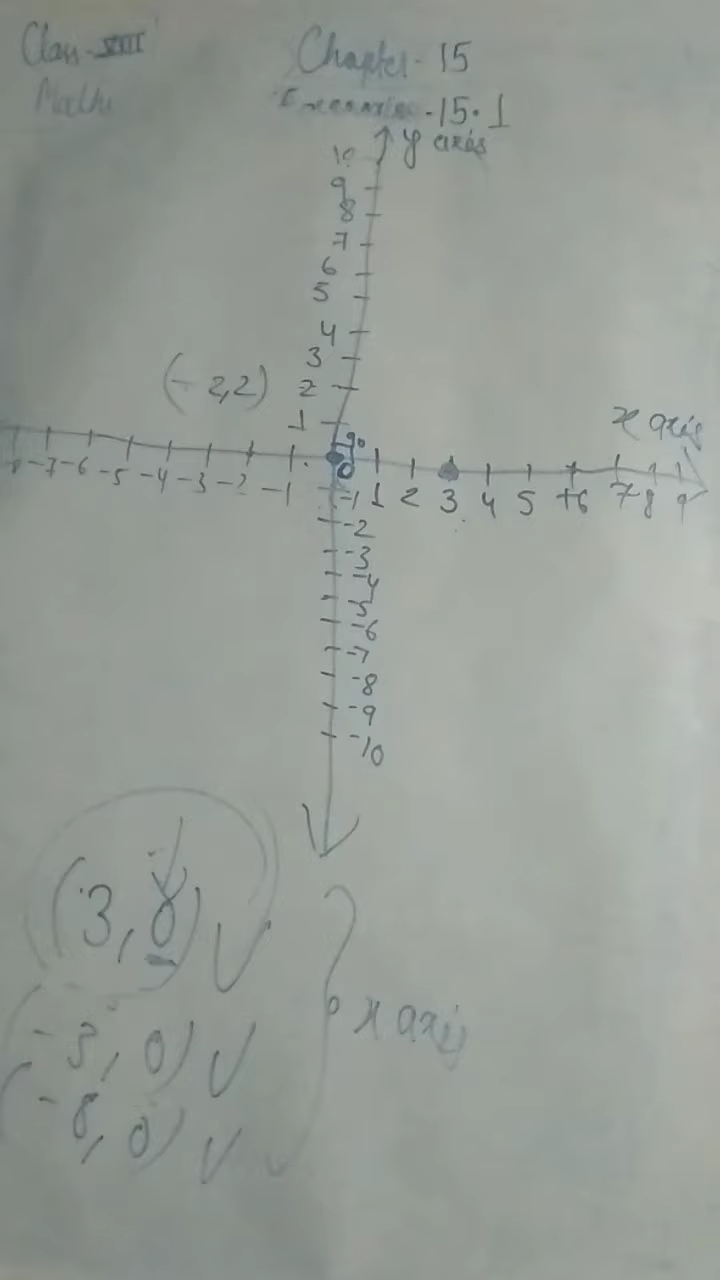 Class-VIII
Maths
Chapter-15
Exercise-15.1
y axis
10
9
8
7
6
5
4
3
(-2,2)
2
1
x axis
90
0
-7 -6 -5 -4 -3 -2 -1
1 2 3 4 5 +6 7 8 9
-1
-2
-3
-4
-5
-6
-7
-8
-9
-10
(3,0)
(-3,0)
(-8,0)
x axis